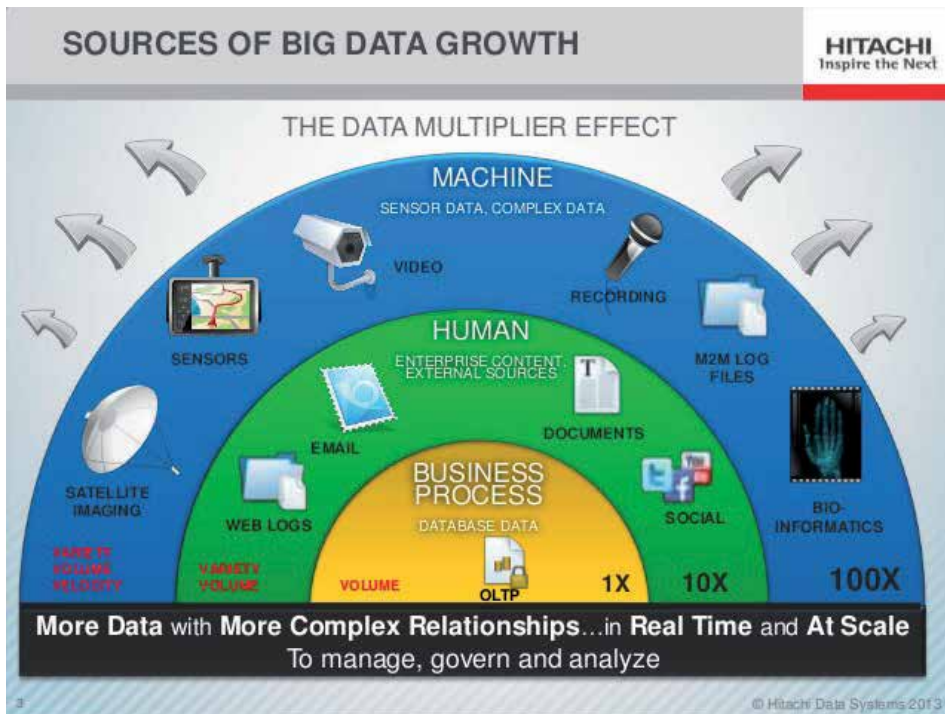 SOURCES OF BIG DATA GROWTH
HITACHI
Inspire the Next
THE DATA MULTIPLIER EFFECT
MACHINE
SENSOR DATA, COMPLEX DATA
VIDEO
RECORDING
SENSORS
M2M LOG
FILES
SATELLITE
IMAGING
BIO-
INFORMATICS
VARIETY
VOLUME
VELOCITY
100X
HUMAN
ENTERPRISE CONTENT,
EXTERNAL SOURCES
T
EMAIL
DOCUMENTS
WEB LOGS
You
t
f
SOCIAL
VARIETY
VOLUME
10X
BUSINESS
PROCESS
DATABASE DATA
VOLUME
OLTP
1X
More Data with More Complex Relationships...in Real Time and At Scale
To manage, govern and analyze
3
© Hitachi Data Systems 2013